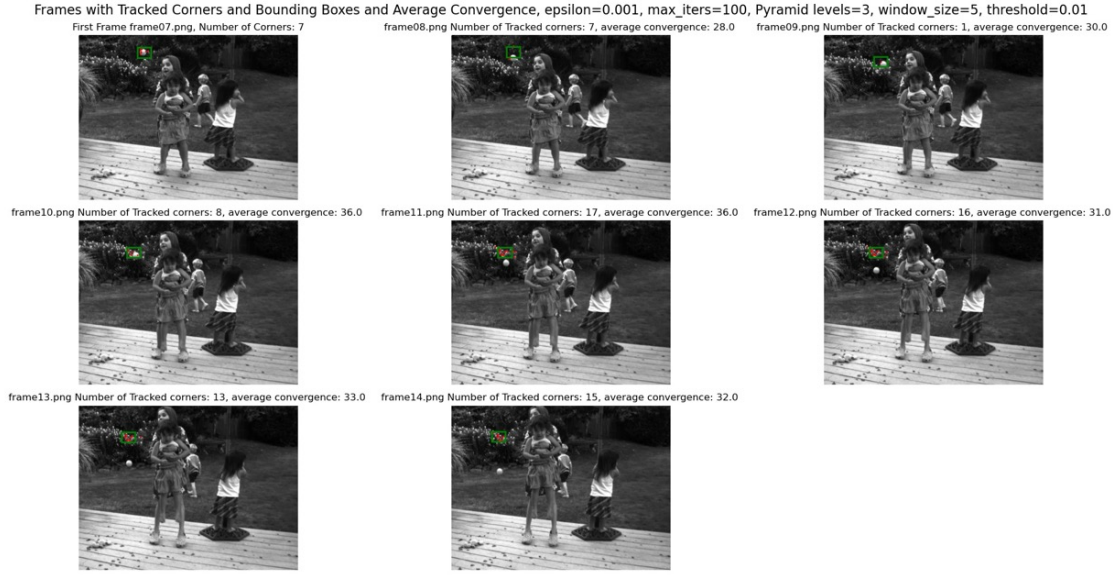 Frames with Tracked Corners and Bounding Boxes and Average Convergence, epsilon=0.001, max_iters=100, Pyramid levels=3, window_size=5, threshold=0.01
First Frame frame07.png, Number of Corners: 7
frame08.png Number of Tracked corners: 7, average convergence: 28.0
frame09.png Number of Tracked corners: 1, average convergence: 30.0
frame10.png Number of Tracked corners: 8, average convergence: 36.0
frame11.png Number of Tracked corners: 17, average convergence: 36.0
frame12.png Number of Tracked corners: 16, average convergence: 31.0
frame13.png Number of Tracked corners: 13, average convergence: 33.0
frame14.png Number of Tracked corners: 15, average convergence: 32.0